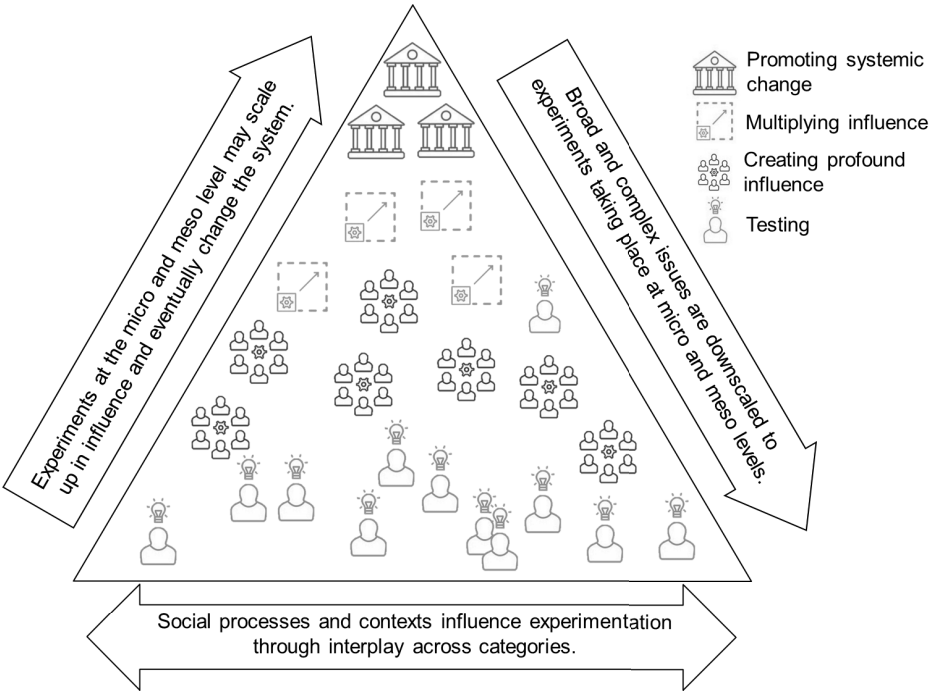 Experiments at the micro and meso level may scale
up in influence and eventually change the system.
Broad and complex issues are downscaled to
experiments taking place at micro and meso levels.
Promoting systemic
change
Multiplying influence
Creating profound
influence
Testing
Social processes and contexts influence experimentation
through interplay across categories.